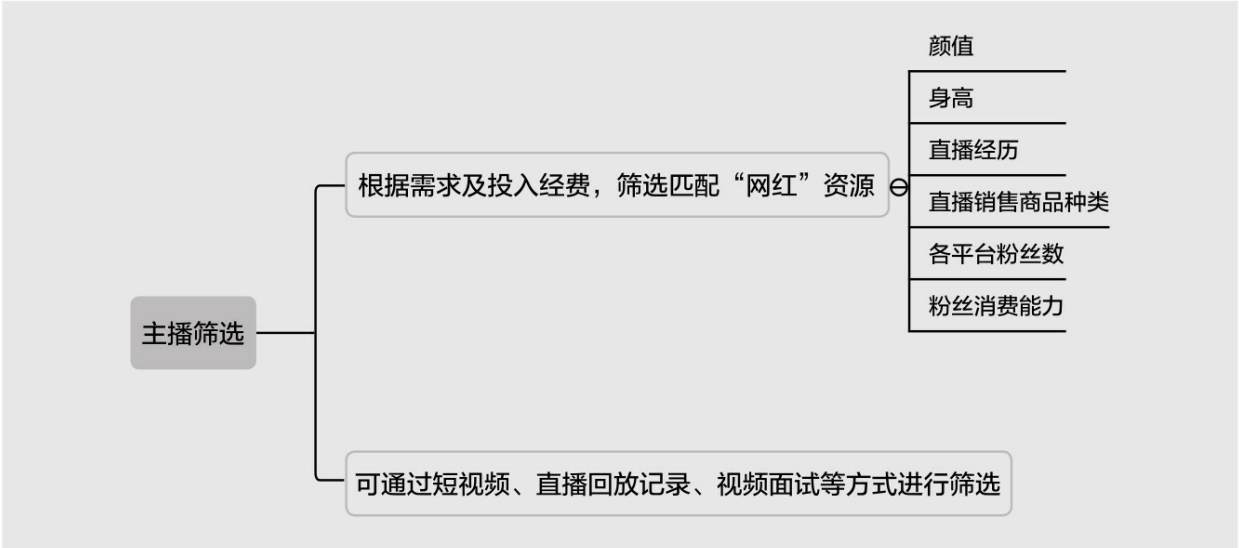 主播筛选
根据需求及投入经费，筛选匹配“网红”资源
颜值
身高
直播经历
直播销售商品种类
各平台粉丝数
粉丝消费能力
可通过短视频、直播回放记录、视频面试等方式进行筛选